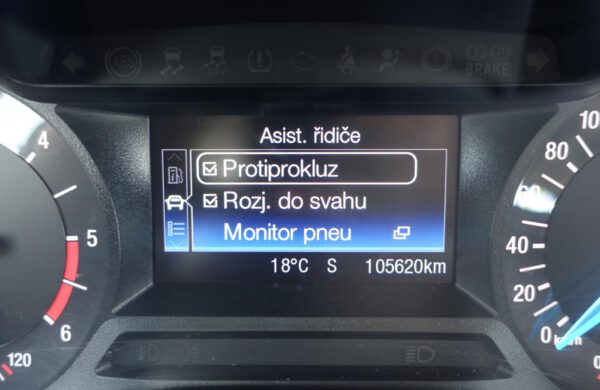 ABS
BRAKE
Asist. řidiče
Protiprokluz
Rozj. do svahu
Monitor pneu
18°C S 105620km
4
5
6
120
100
80
60
40
20
0 km/h